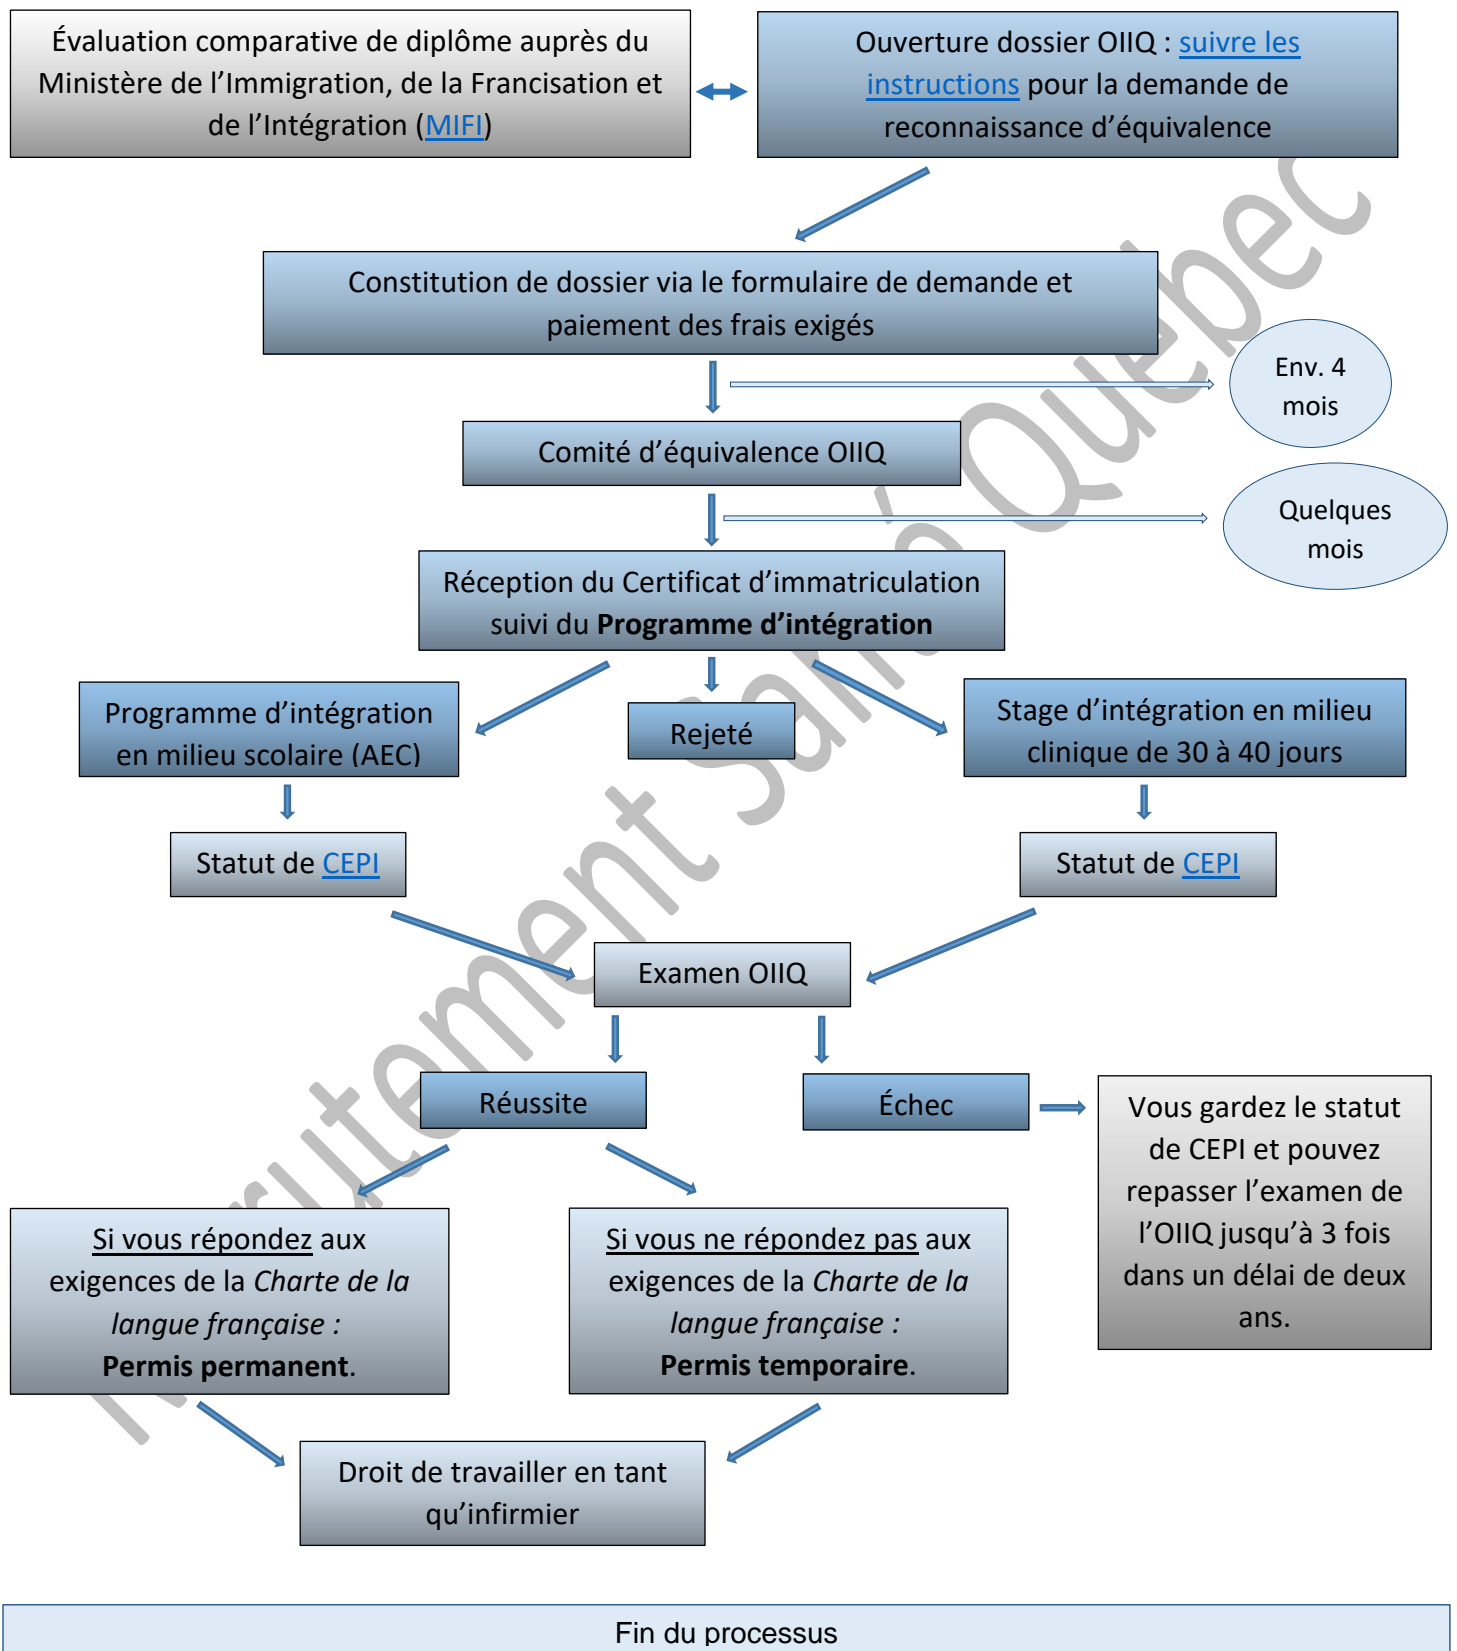 Évaluation comparative de diplôme auprès du
Ministère de l’Immigration, de la Francisation et
de l’Intégration (MIFI)
Ouverture dossier OIIQ : suivre les
instructions pour la demande de
reconnaissance d’équivalence
Constitution de dossier via le formulaire de demande et
paiement des frais exigés
Env. 4
mois
Comité d’équivalence OIIQ
Quelques
mois
Réception du Certificat d’immatriculation
suivi du Programme d’intégration
Programme d’intégration
en milieu scolaire (AEC)
Rejeté
Stage d’intégration en milieu
clinique de 30 à 40 jours
Statut de CEPI
Statut de CEPI
Examen OIIQ
Réussite
Échec
Vous gardez le statut
de CEPI et pouvez
repasser l’examen de
l’OIIQ jusqu’à 3 fois
dans un délai de deux
ans.
Si vous répondez aux
exigences de la Charte de la
langue française :
Permis permanent.
Si vous ne répondez pas aux
exigences de la Charte de la
langue française :
Permis temporaire.
Droit de travailler en tant
qu’infirmier
Fin du processus
Recrutement Santé Québec